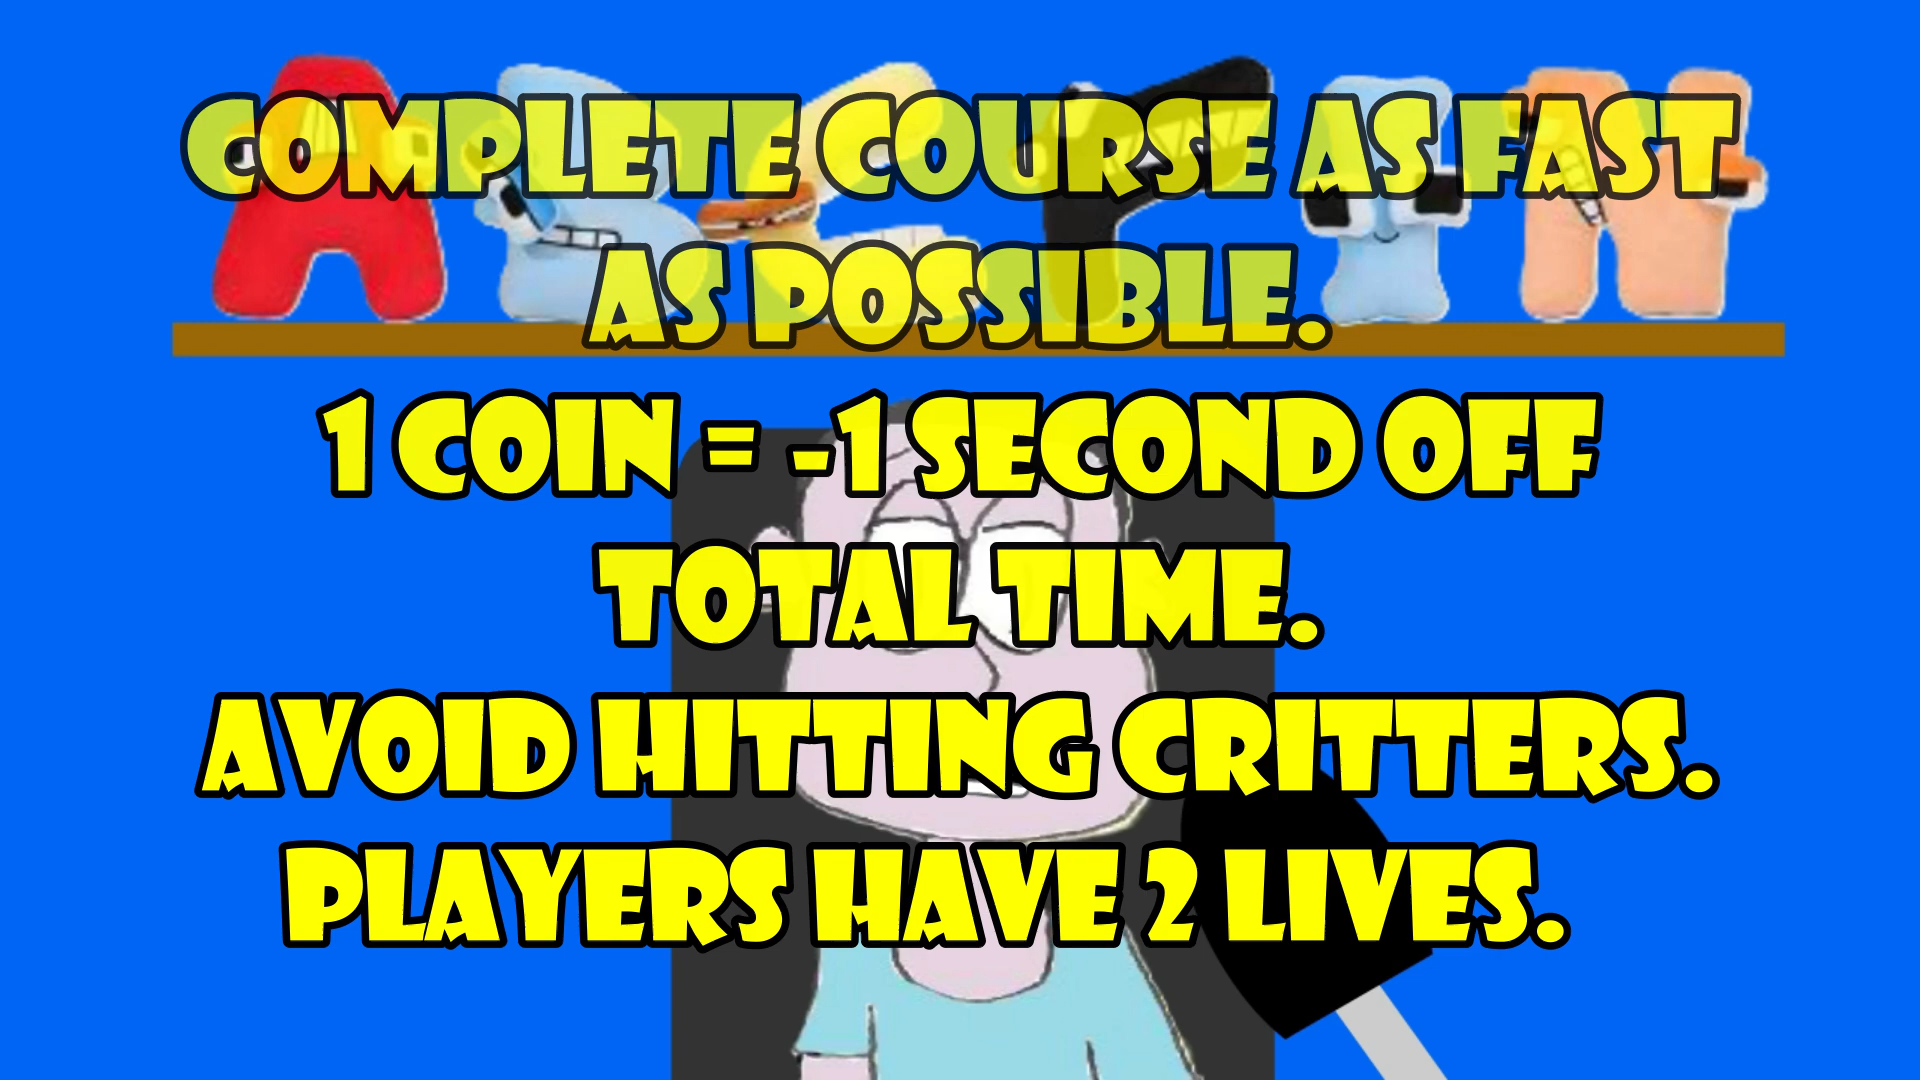 COMPLETE COURSE AS FAST
AS POSSIBLE.
1 COIN = -1 SECOND OFF
TOTAL TIME.
AVOID HITTING CRITTERS.
PLAYERS HAVE 2 LIVES.